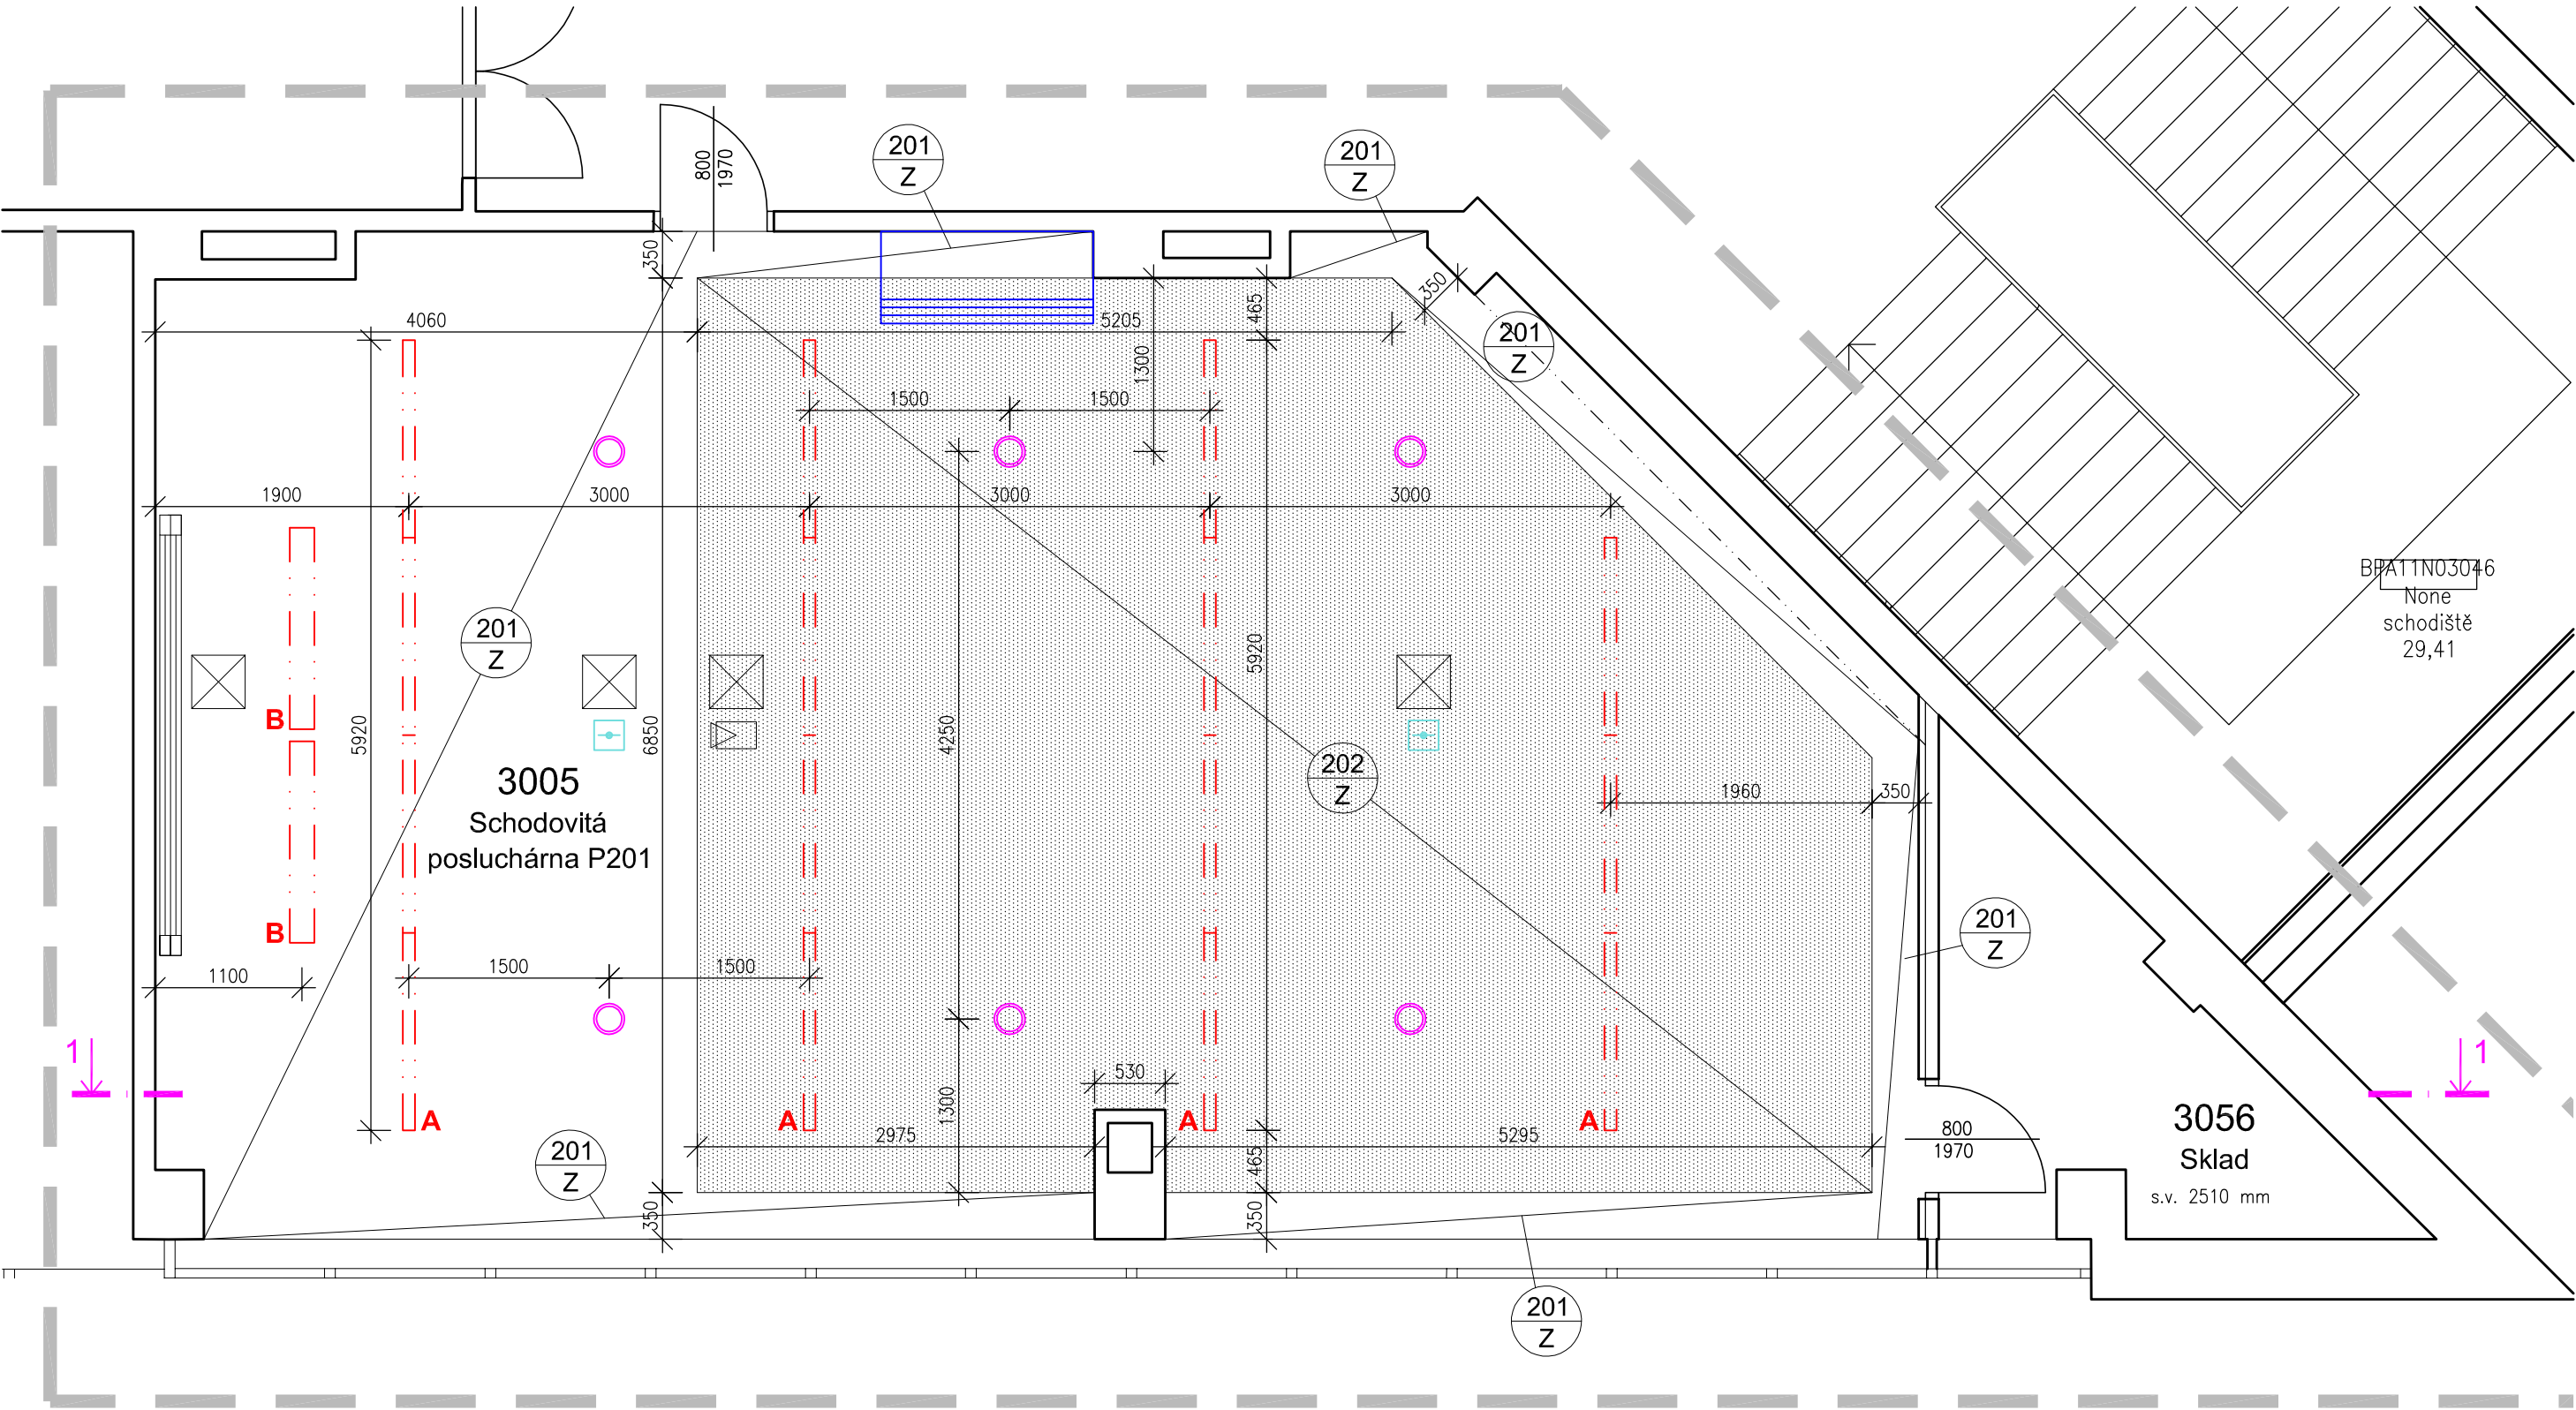 800
1970
201
Z
201
Z
350
350
465
4060
5205
201
Z
1300
1500
1500
1900
3000
3000
3000
BPA11N03046
None
schodiště
29,41
201
Z
5920
B
5920
6850
4250
3005
Schodovitá
posluchárna P201
202
Z
1960
350
B
201
Z
1100
1500
1500
1
1
530
1300
A
A
A
A
2975
5295
465
800
1970
3056
Sklad
s.v. 2510 mm
201
Z
350
350
201
Z